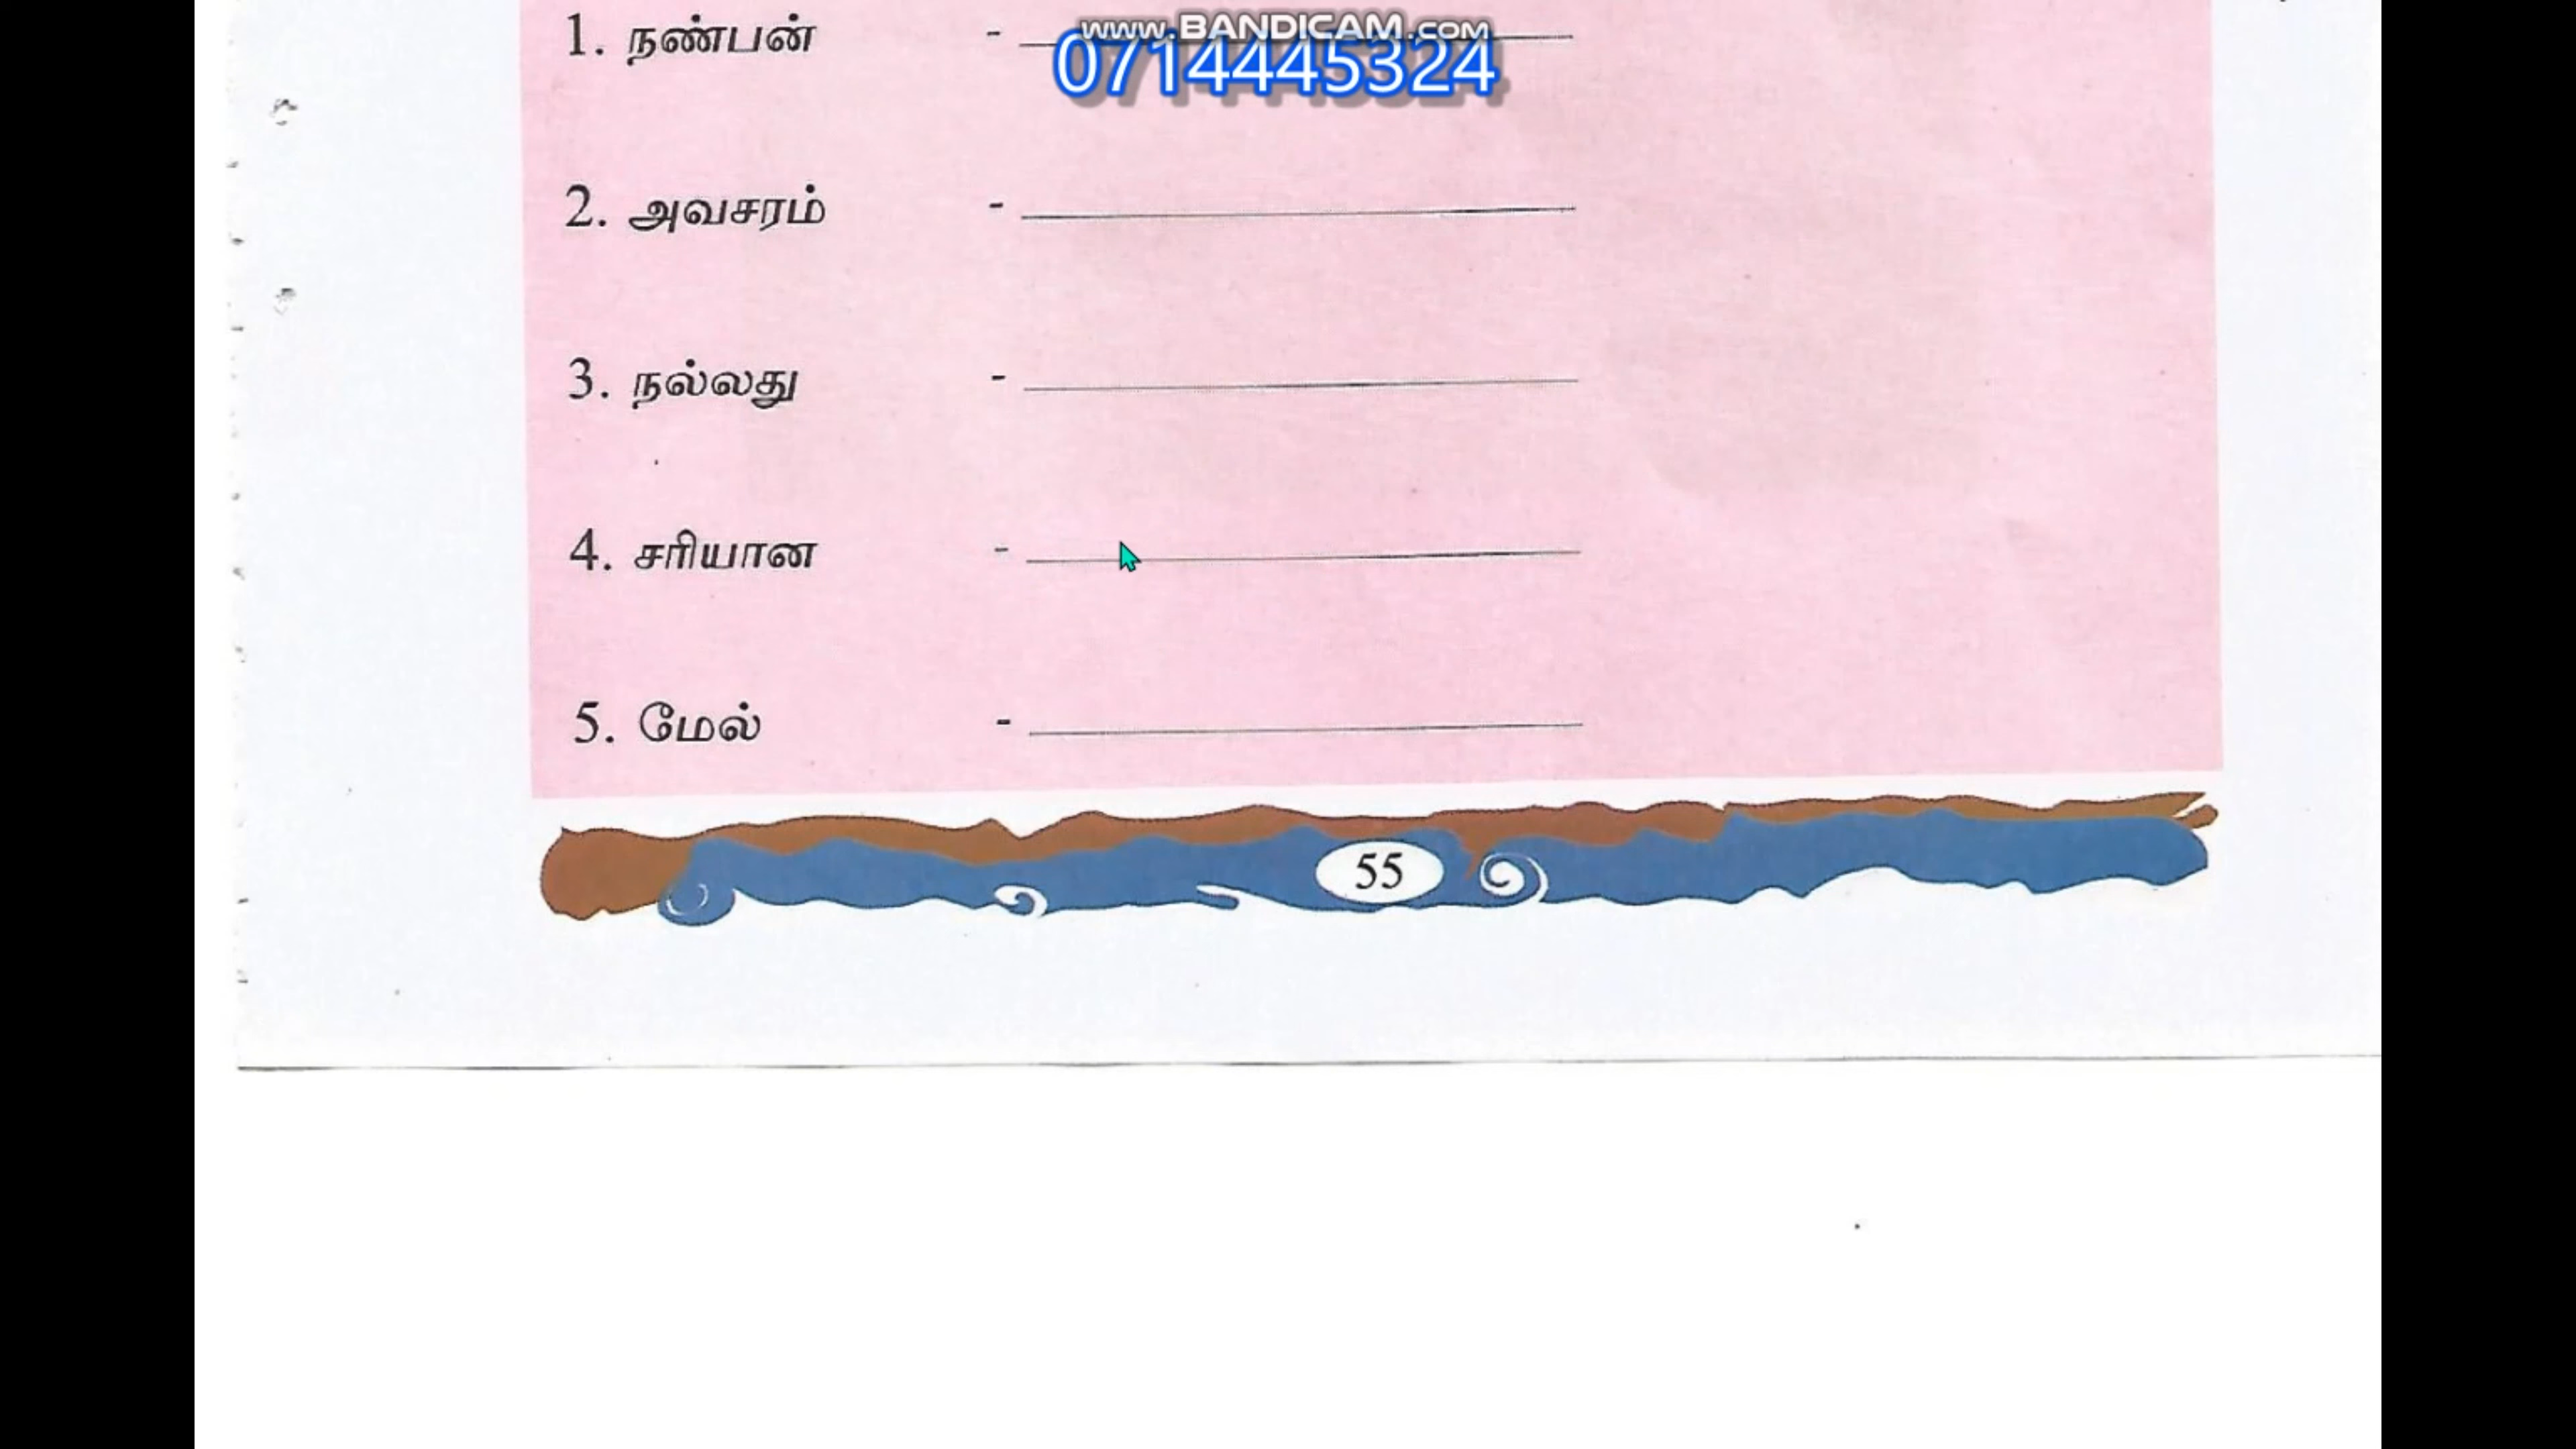 www.BANDICAM.com
0714445324
1. நண்பன் - 
2. அவசரம் - 
3. நல்லது - 
4. சரியான - 
5. மேல் - 
55